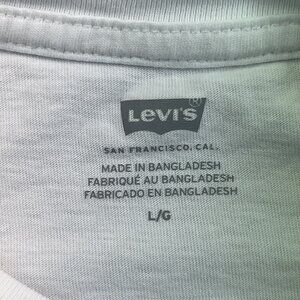 LEVI'S®
SAN FRANCISCO, CAL.
MADE IN BANGLADESH
FABRIQUÉ AU BANGLADESH
FABRICADO EN BANGLADESH
L/G